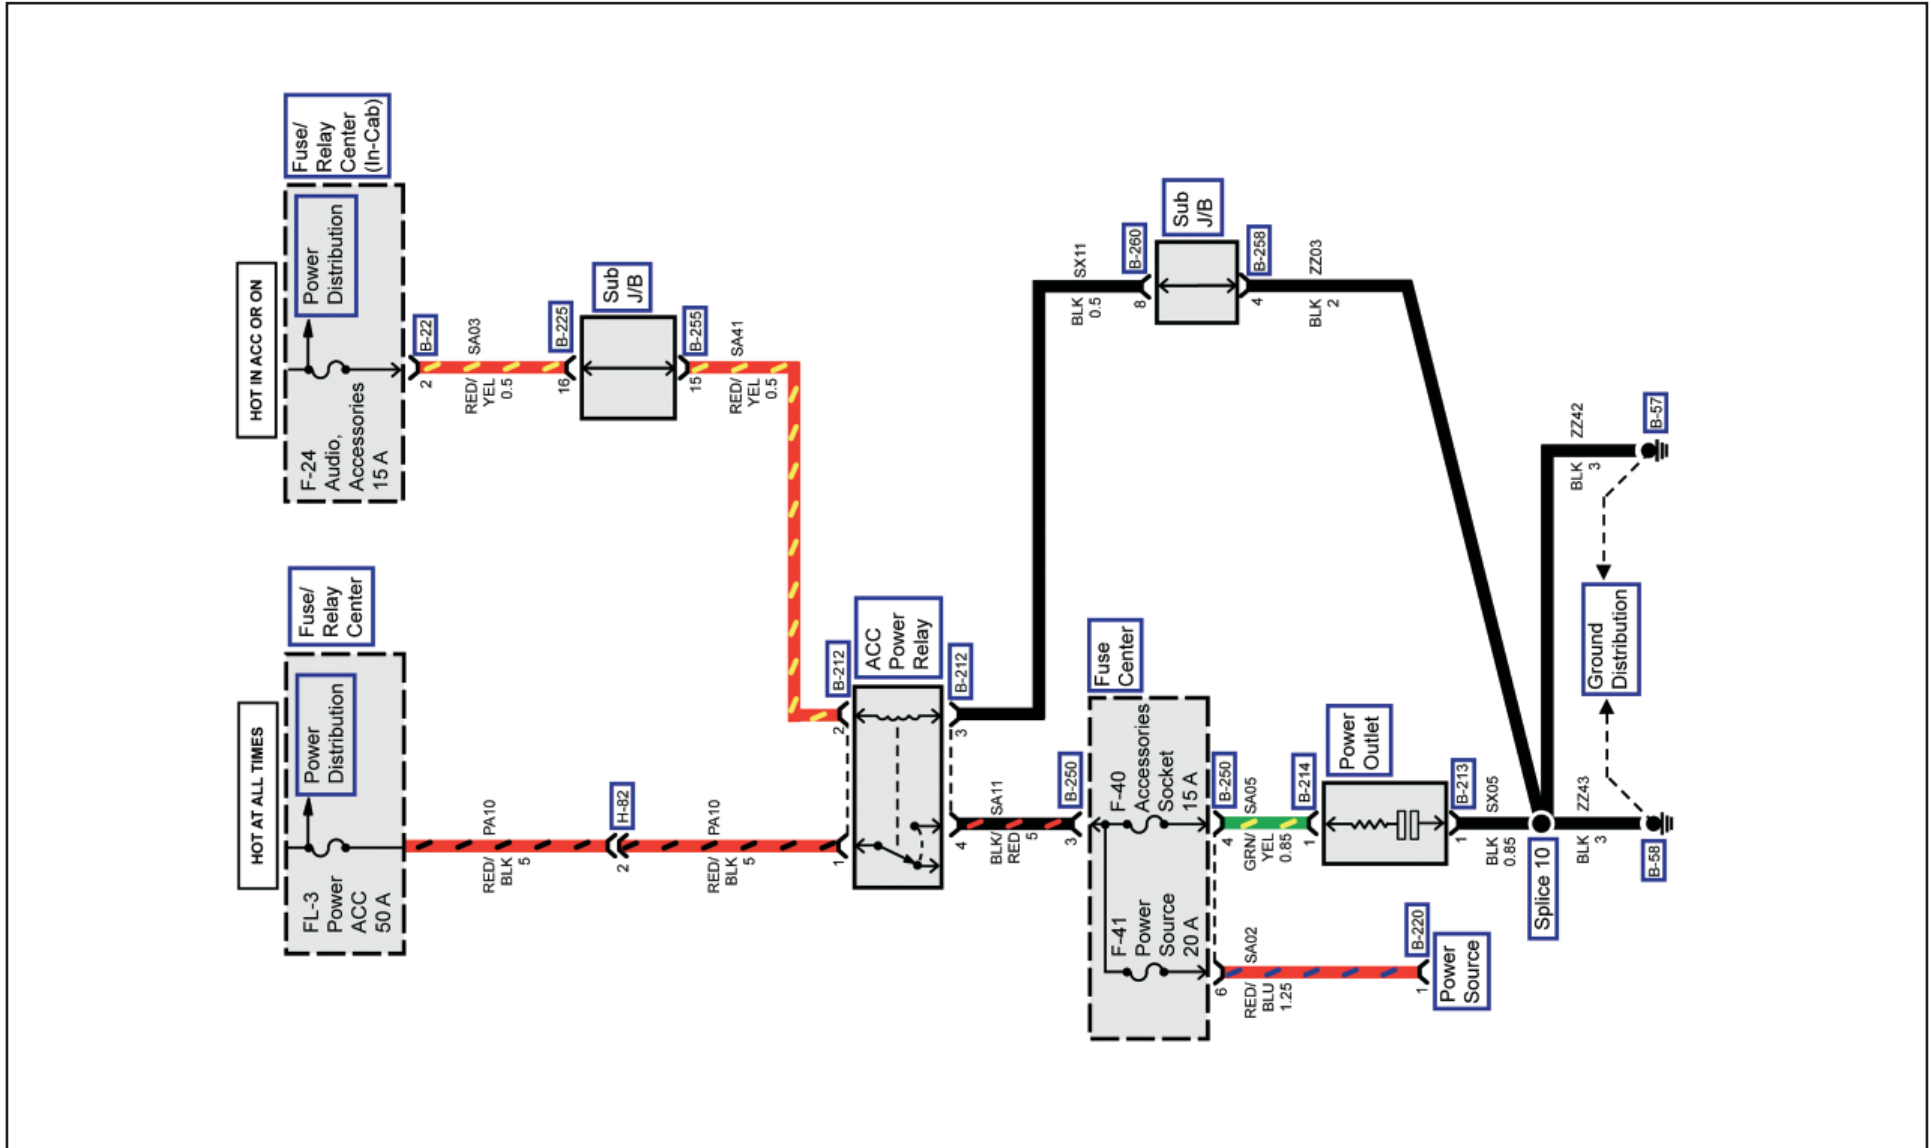 HOT AT ALL TIMES
Fuse/
Relay
Center
Power
Distribution
FL-3
Power
ACC
50 A
RED/
BLK
5
PA10
H-82
2
RED/
BLK
5
PA10
1
HOT IN ACC OR ON
Fuse/
Relay
Center
(In-Cab)
Power
Distribution
F-24
Audio,
Accessories
15 A
B-22
2
RED/
YEL
0.5
SA03
B-225
16
Sub
J/B
B-255
15
RED/
YEL
0.5
SA41
B-212
2
ACC
Power
Relay
B-212
3
4
BLK/
RED
5
SA11
B-250
3
Fuse
Center
F-40
Accessories
Socket
15 A
F-41
Power
Source
20 A
B-250
4
GRN/
YEL
0.85
SA05
B-214
1
Power
Outlet
B-213
1
BLK
0.85
SX05
6
RED/
BLU
1.25
SA02
B-220
1
Power
Source
BLK
0.5
SX11
B-260
8
Sub
J/B
B-258
4
BLK
2
ZZ03
Splice 10
BLK
3
ZZ43
B-58
BLK
3
ZZ42
B-57
Ground
Distribution